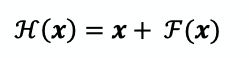 ℋ(𝒙) = 𝒙 + ℱ(𝒙)